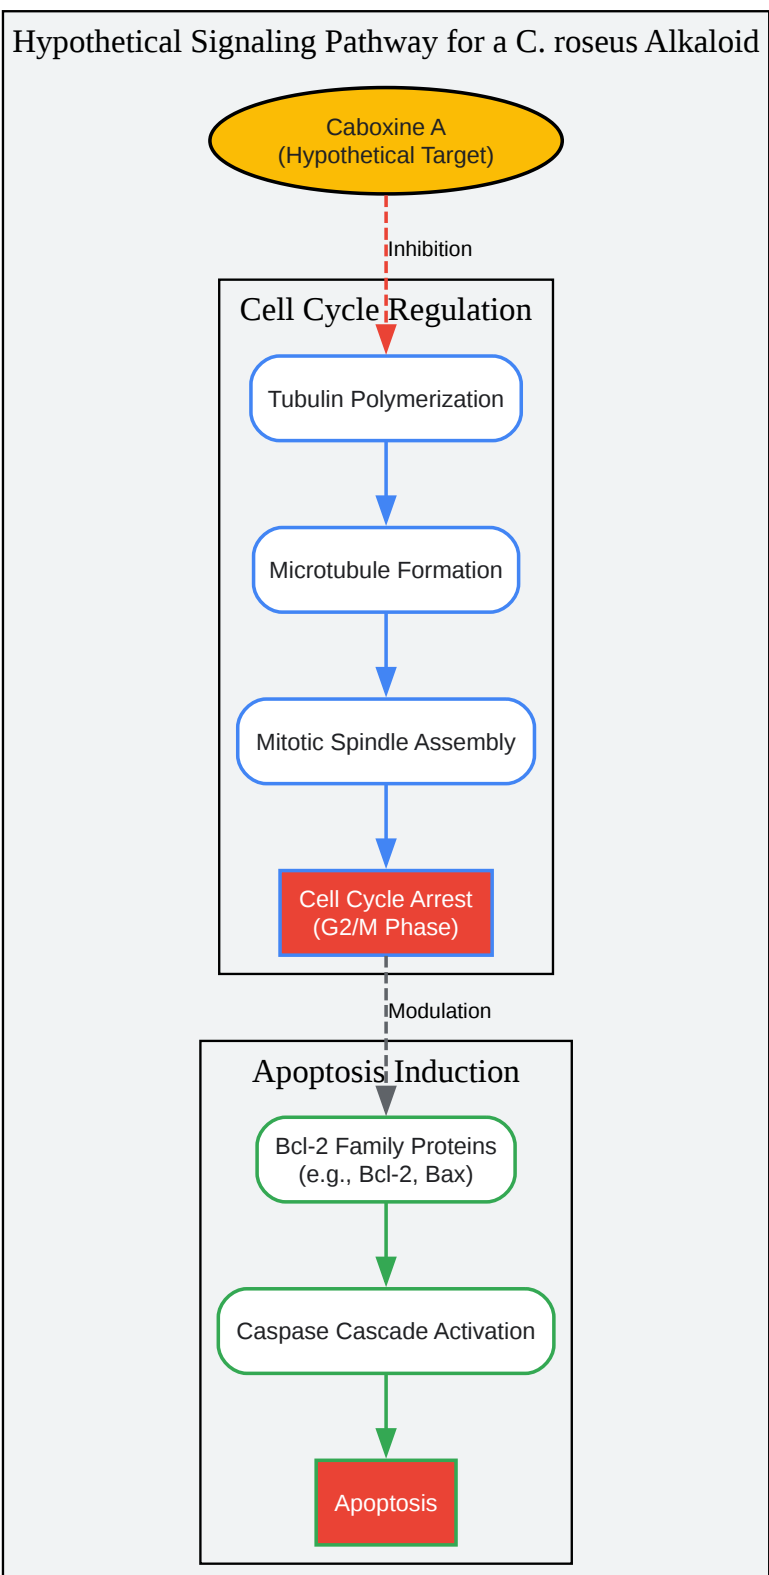 Hypothetical Signaling Pathway for a C. roseus Alkaloid
Caboxine A
(Hypothetical Target)
Inhibition
Cell Cycle Regulation
Tubulin Polymerization
Microtubule Formation
Mitotic Spindle Assembly
Cell Cycle Arrest
(G2/M Phase)
Modulation
Apoptosis Induction
Bcl-2 Family Proteins
(e.g., Bcl-2, Bax)
Caspase Cascade Activation
Apoptosis